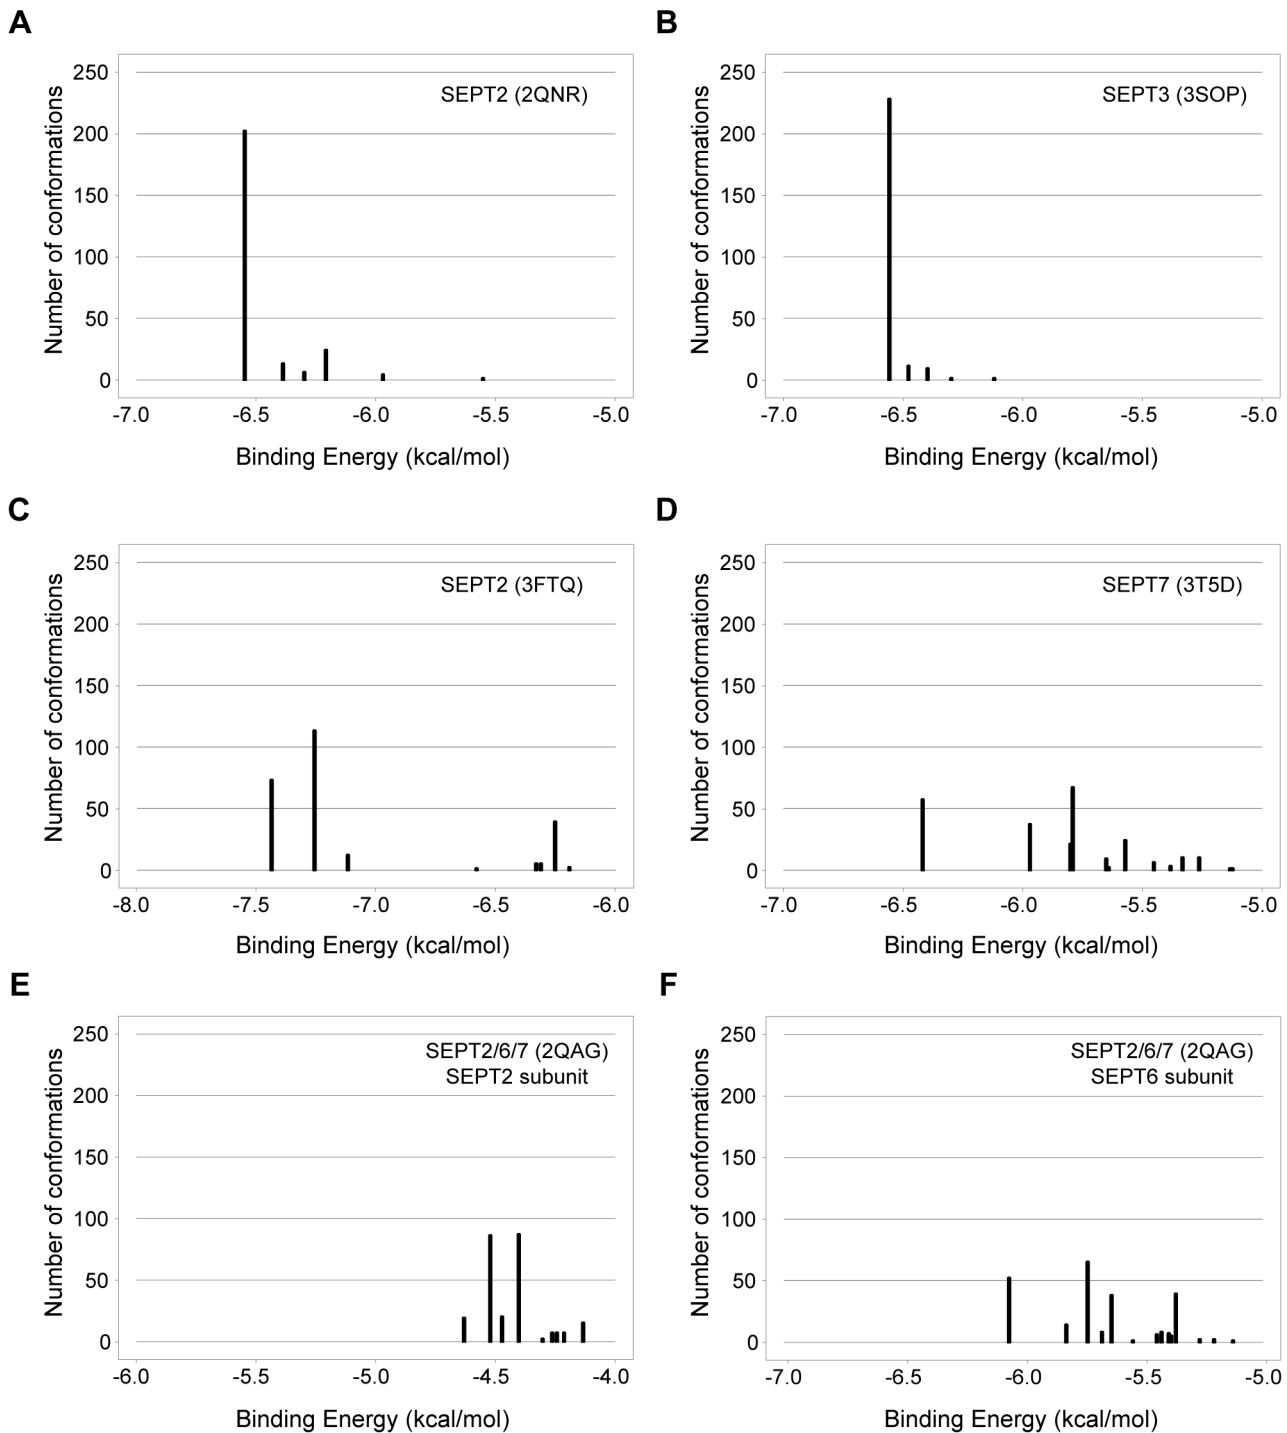 A
Number of conformations
250
200
150
100
50
0
SEPT2 (2QNR)
-7.0 -6.5 -6.0 -5.5 -5.0
Binding Energy (kcal/mol)
B
Number of conformations
250
200
150
100
50
0
SEPT3 (3SOP)
-7.0 -6.5 -6.0 -5.5 -5.0
Binding Energy (kcal/mol)
C
Number of conformations
250
200
150
100
50
0
SEPT2 (3FTQ)
-8.0 -7.5 -7.0 -6.5 -6.0
Binding Energy (kcal/mol)
D
Number of conformations
250
200
150
100
50
0
SEPT7 (3T5D)
-7.0 -6.5 -6.0 -5.5 -5.0
Binding Energy (kcal/mol)
E
Number of conformations
250
200
150
100
50
0
SEPT2/6/7 (2QAG)
SEPT2 subunit
-6.0 -5.5 -5.0 -4.5 -4.0
Binding Energy (kcal/mol)
F
Number of conformations
250
200
150
100
50
0
SEPT2/6/7 (2QAG)
SEPT6 subunit
-7.0 -6.5 -6.0 -5.5 -5.0
Binding Energy (kcal/mol)